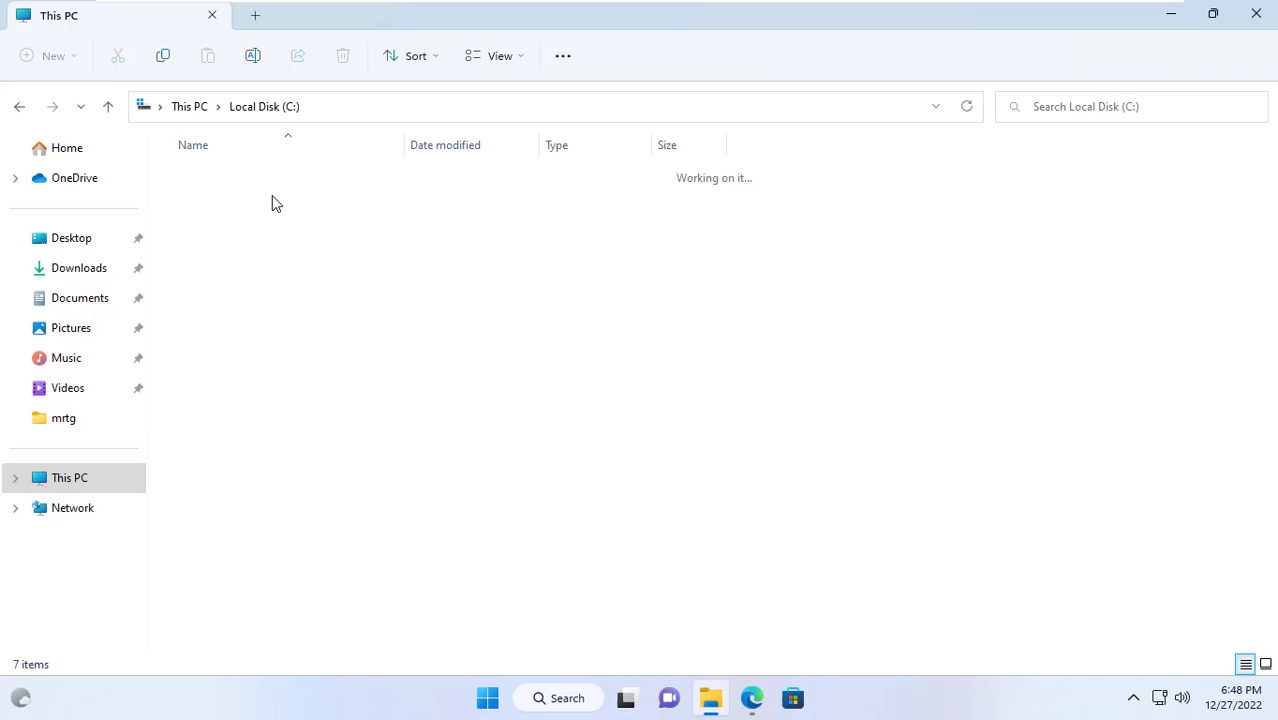 This PC
New
Sort
View
This PC > Local Disk (C:)
Search Local Disk (C:)
Name
Date modified
Type
Size
Working on it...
Home
OneDrive
Desktop
Downloads
Documents
Pictures
Music
Videos
mrtg
This PC
Network
7 items
Search
6:48 PM
12/27/2022